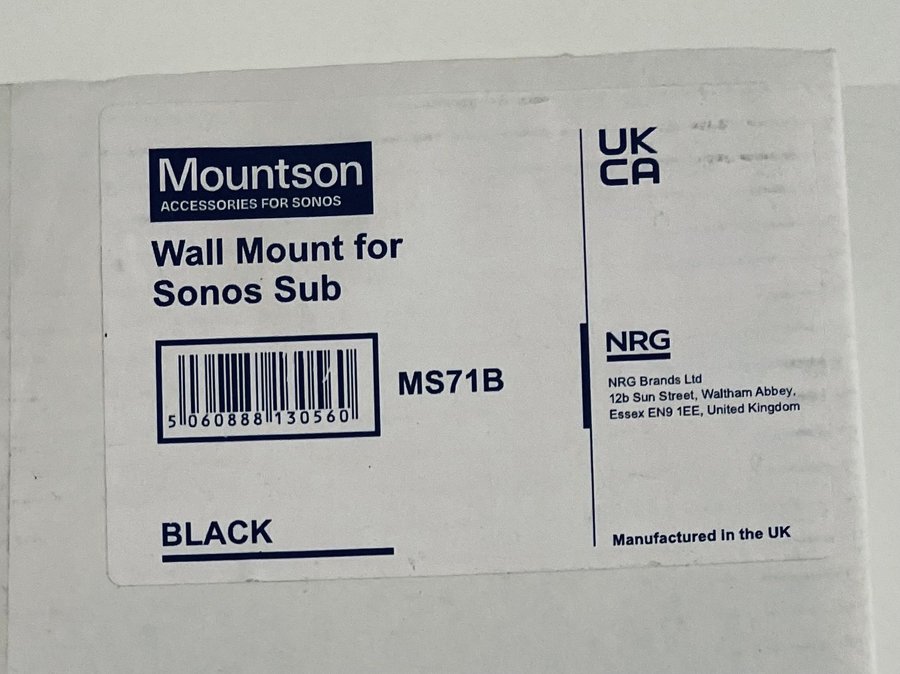 Mountson
ACCESSORIES FOR SONOS
Wall Mount for
Sonos Sub
5 060888 130560
MS71B
BLACK
UK
CA
NRG
NRG Brands Ltd
12b Sun Street, Waltham Abbey,
Essex EN9 1EE, United Kingdom
Manufactured in the UK